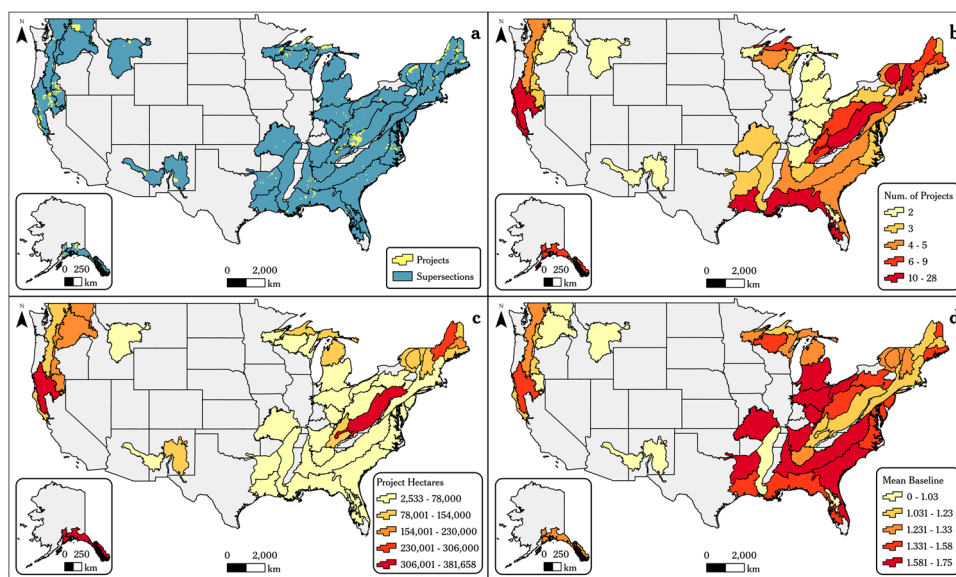 N
a
Projects
Supersections
0 250
km
0 2,000
km
b
Num. of Projects
2
3
4 - 5
6 - 9
10 - 28
0 250
km
0 2,000
km
N
c
Project Hectares
2,533 - 78,000
78,001 - 154,000
154,001 - 230,000
230,001 - 306,000
306,001 - 381,658
0 250
km
0 2,000
km
N
d
Mean Baseline
0 - 1.03
1.031 - 1.23
1.231 - 1.33
1.331 - 1.58
1.581 - 1.75
0 250
km
0 2,000
km